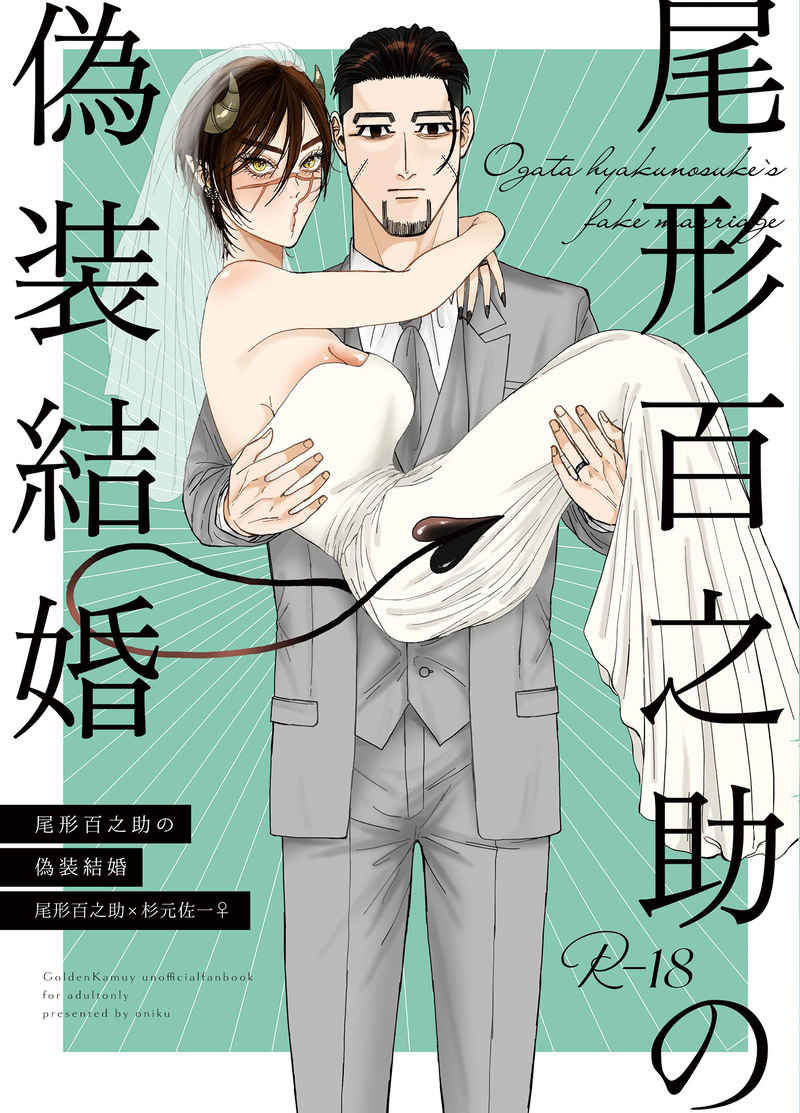 尾形百之助の
偽装結婚
Ogata hyakunosuke's
fake marriage
尾形百之助の
偽装結婚
尾形百之助×杉元佐一♀
R-18
GoldenKamuy unofficialfanbook
for adultonly
presented by oniku